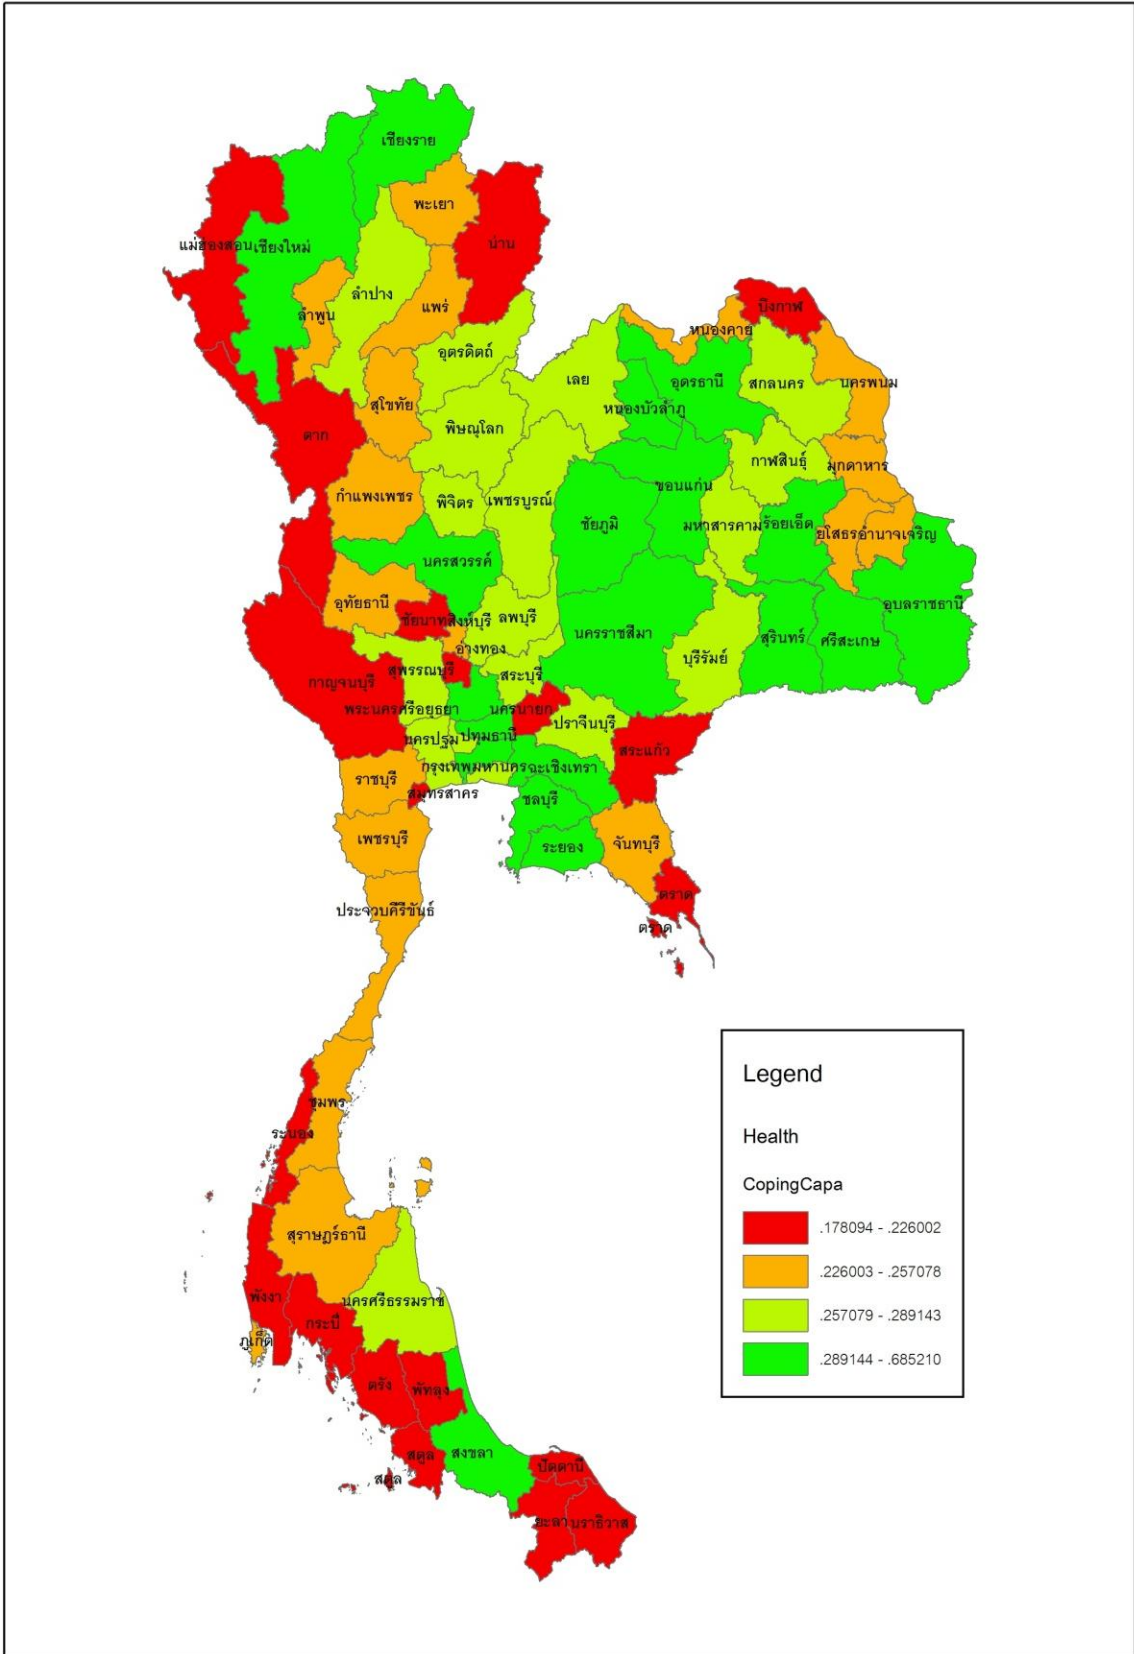 เชียงราย
พะเยา
น่าน
แม่ฮ่องสอน
เชียงใหม่
ลำปาง
แพร่
ลำพูน
บึงกาฬ
หนองคาย
อุตรดิตถ์
เลย
อุดรธานี
สกลนคร
นครพนม
สุโขทัย
หนองบัวลำภู
ตาก
พิษณุโลก
กาฬสินธุ์
มุกดาหาร
กำแพงเพชร
พิจิตร
เพชรบูรณ์
ขอนแก่น
ชัยภูมิ
มหาสารคาม
ร้อยเอ็ด
ยโสธร
อำนาจเจริญ
นครสวรรค์
อุบลราชธานี
อุทัยธานี
ชัยนาท
สิงห์บุรี
ลพบุรี
นครราชสีมา
สุรินทร์
ศรีสะเกษ
อ่างทอง
บุรีรัมย์
สุพรรณบุรี
สระบุรี
กาญจนบุรี
พระนครศรีอยุธยา
นครนายก
ปราจีนบุรี
นครปฐม
ปทุมธานี
สระแก้ว
กรุงเทพมหานคร
ฉะเชิงเทรา
ราชบุรี
สมุทรสาคร
ชลบุรี
เพชรบุรี
ระยอง
จันทบุรี
ตราด
ประจวบคีรีขันธ์
ตราด
ชุมพร
ระนอง
สุราษฎร์ธานี
พังงา
นครศรีธรรมราช
กระบี่
ภูเก็ต
ตรัง
พัทลุง
สตูล
สงขลา
ปัตตานี
สตูล
ยะลา
นราธิวาส
Legend
Health
CopingCapa
.178094 - .226002
.226003 - .257078
.257079 - .289143
.289144 - .685210